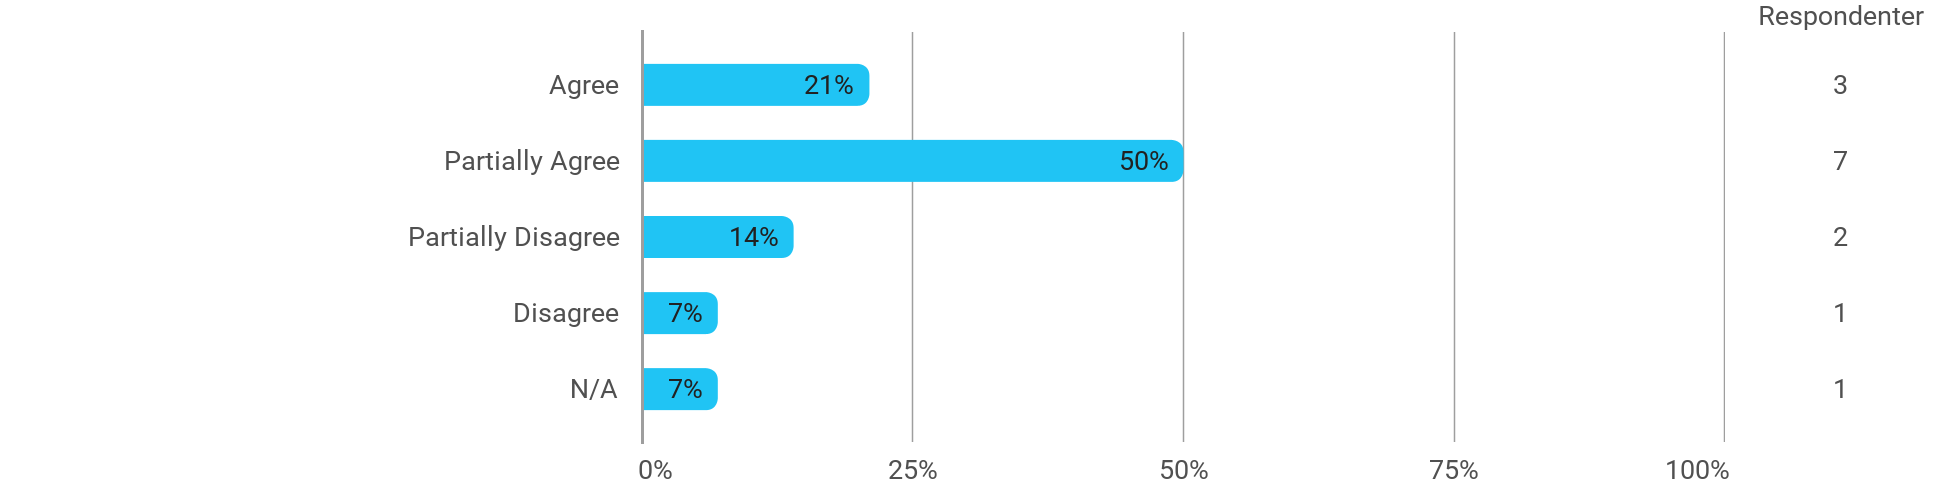 Respondenter
Agree 21% 3
Partially Agree 50% 7
Partially Disagree 14% 2
Disagree 7% 1
N/A 7% 1
0% 25% 50% 75% 100%